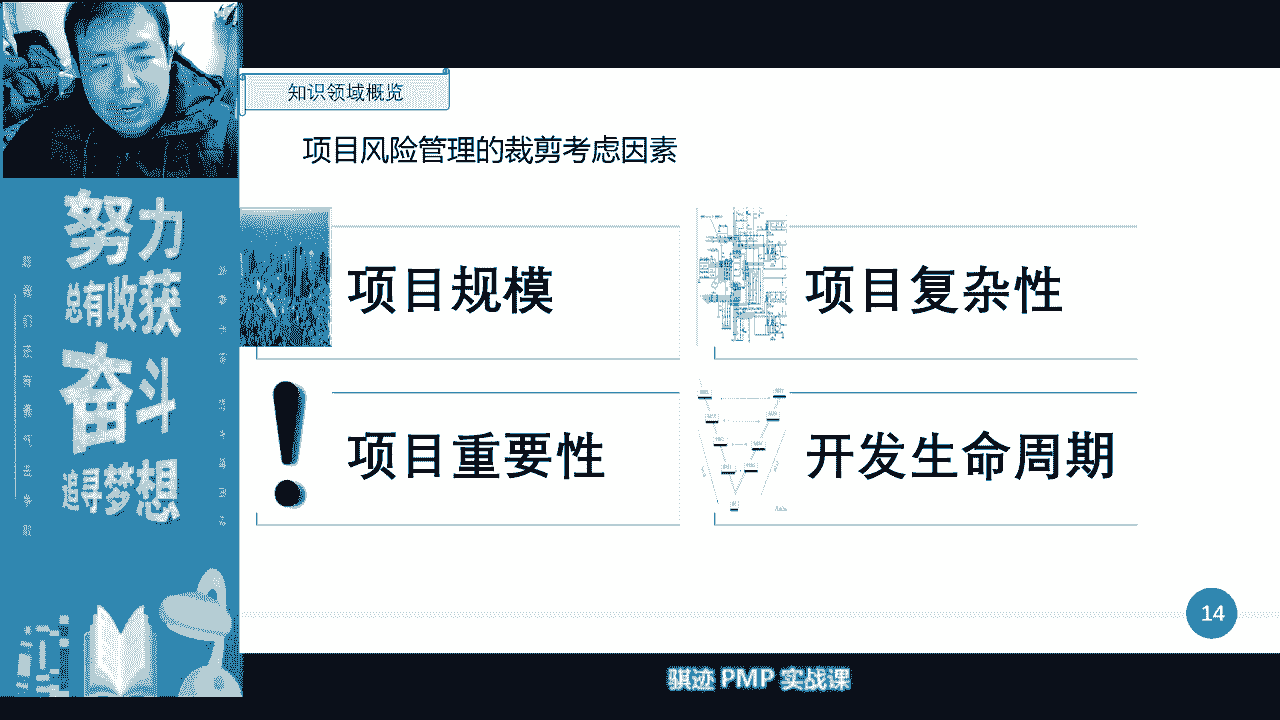 知识领域概览
项目风险管理的裁剪考虑因素
项目规模
项目复杂性
项目重要性
开发生命周期
努力
总有收获
奋斗
追寻梦想
14
骐迹 PMP 实战课